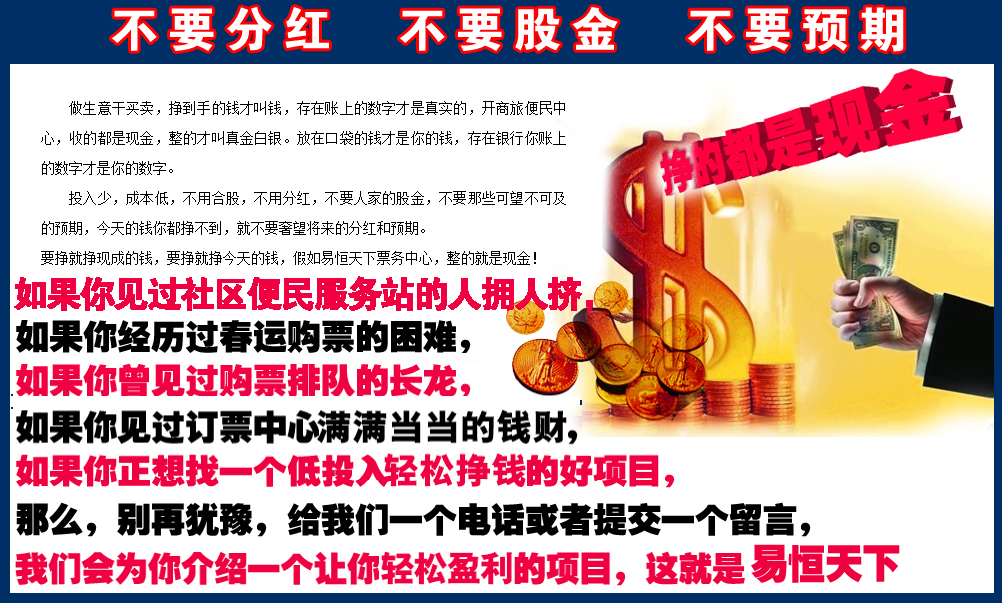 不要分红 不要股金 不要预期
挣的都是现金
做生意干买卖，挣到手的钱才叫钱，存在账上的数字才是真实的，开商旅便民中
心，收的都是现金，整的才叫真金白银。放在口袋的钱才是你的钱，存在银行你账上
的数字才是你的数字。
投入少，成本低，不用合股，不用分红，不要人家的股金，不要那些可望不可及
的预期，今天的钱你都挣不到，就不要奢望将来的分红和预期。
要挣就挣现成的钱，要挣就挣今天的钱，假如易恒天下票务中心，整的就是现金！
如果你见过社区便民服务站的人拥人挤，
如果你经历过春运购票的困难，
如果你曾见过购票排队的长龙，
如果你见过订票中心满满当当的钱财，
如果你正想找一个低投入轻松挣钱的好项目，
那么，别再犹豫，给我们一个电话或者提交一个留言，
我们会为你介绍一个让你轻松盈利的项目，这就是易恒天下